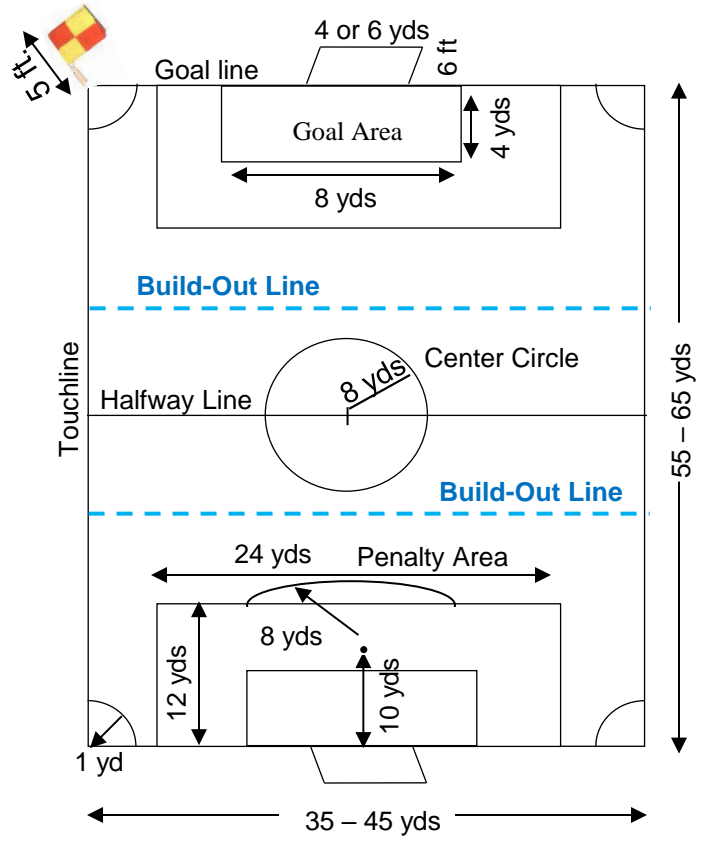 4 or 6 yds
5 ft.
Goal line
6 ft
Goal Area
4 yds
8 yds
Build-Out Line
Center Circle
8 yds
Touchline
Halfway Line
55 – 65 yds
Build-Out Line
24 yds
Penalty Area
8 yds
12 yds
10 yds
1 yd
35 – 45 yds